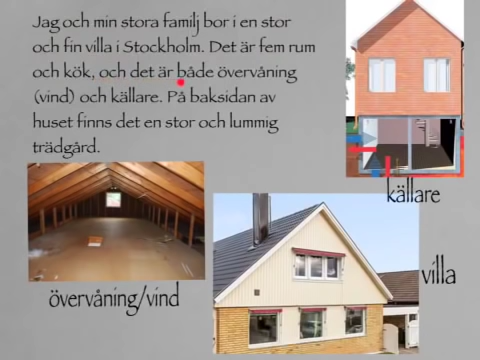 Jag och min stora familj bor i en stor
och fin villa i Stockholm. Det är fem rum
och kök, och det är både övervåning
(vind) och källare. På baksidan av
huset finns det en stor och lummig
trädgård.
källare
villa
övervåning/vind